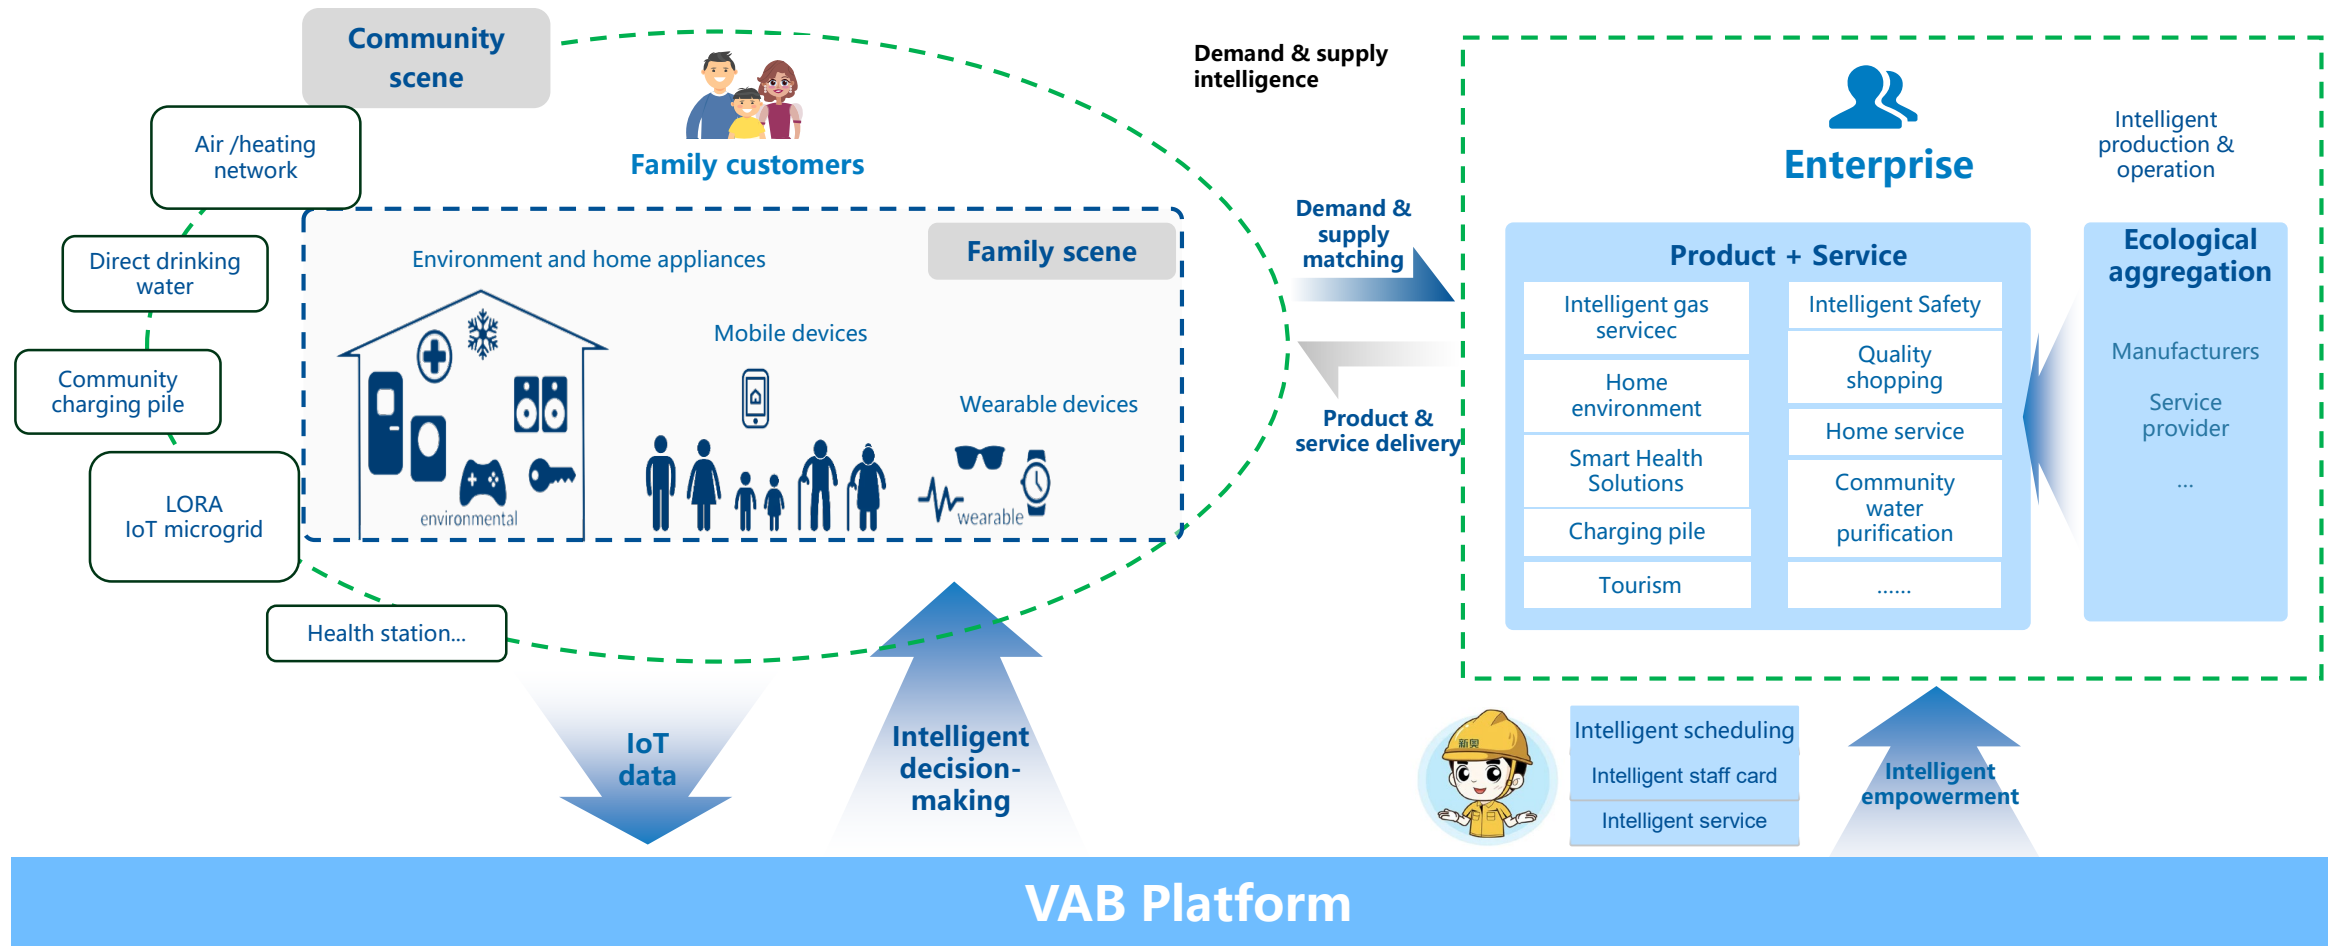 Community
scene
Family customers
Air /heating
network
Direct drinking
water
Community
charging pile
LORA
IoT microgrid
Health station...
Family scene
Environment and home appliances
environmental
Mobile devices
Wearable devices
wearable
Demand & supply
intelligence
Demand &
supply
matching
Product &
service delivery
Enterprise
Intelligent
production &
operation
Product + Service
Intelligent gas
servicec
Home
environment
Smart Health
Solutions
Charging pile
Tourism
Intelligent Safety
Quality
shopping
Home service
Community
water
purification
......
Ecological
aggregation
Manufacturers
Service
provider
...
IoT
data
Intelligent
decision-
making
新奥
Intelligent scheduling
Intelligent staff card
Intelligent service
Intelligent
empowerment
VAB Platform